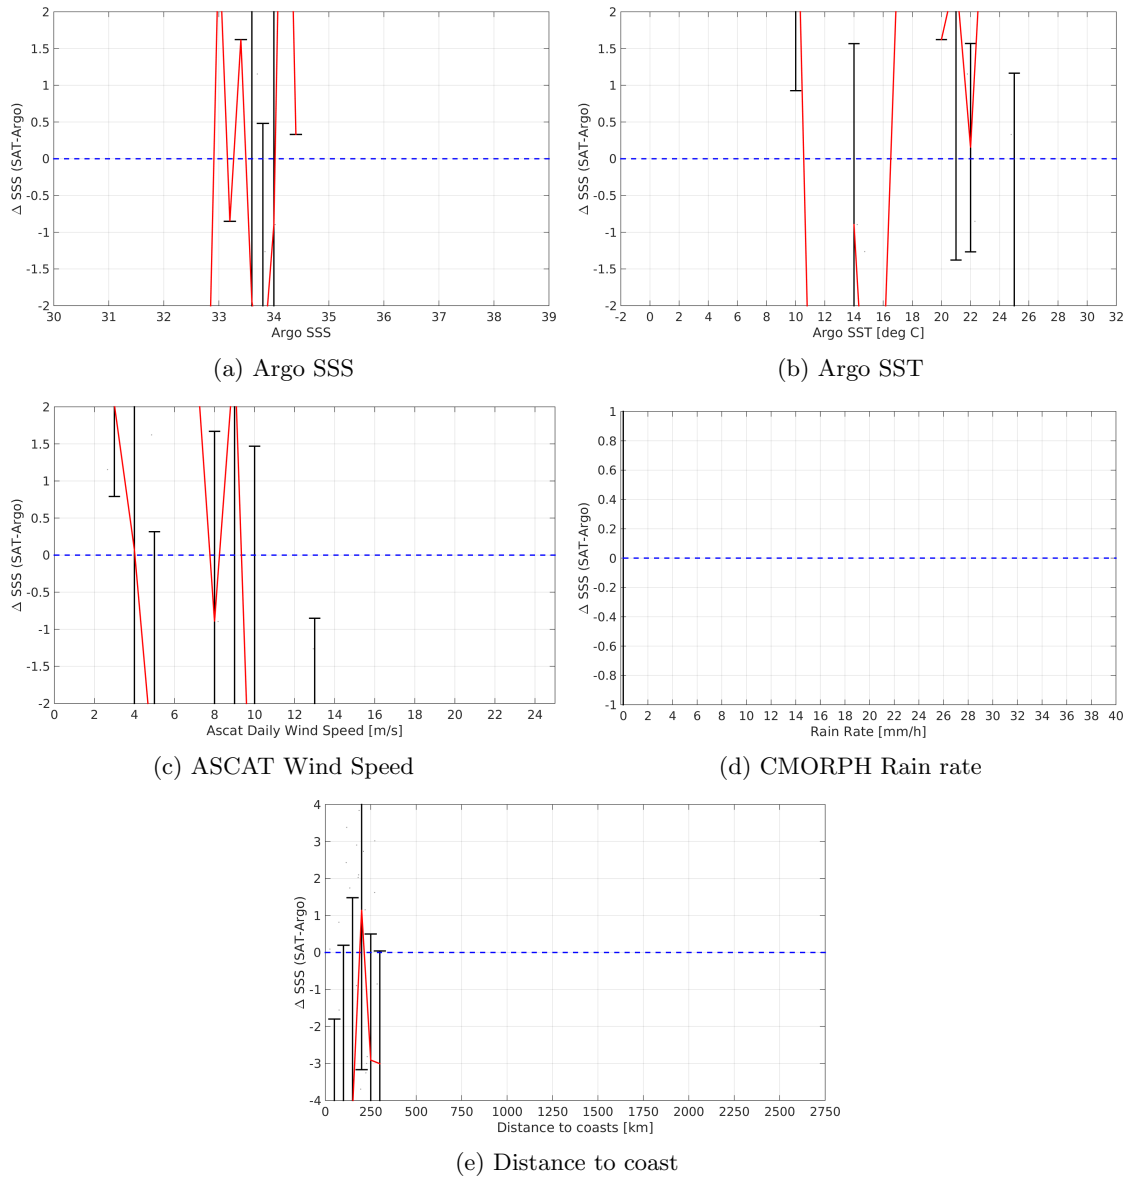 2
1.5
1
0.5
0
-0.5
-1
-1.5
-2
Δ SSS (SAT-Argo)
30 31 32 33 34 35 36 37 38 39
Argo SSS
(a) Argo SSS
2
1.5
1
0.5
0
-0.5
-1
-1.5
-2
Δ SSS (SAT-Argo)
-2 0 2 4 6 8 10 12 14 16 18 20 22 24 26 28 30 32
Argo SST [deg C]
(b) Argo SST
2
1.5
1
0.5
0
-0.5
-1
-1.5
-2
Δ SSS (SAT-Argo)
0 2 4 6 8 10 12 14 16 18 20 22 24
Ascat Daily Wind Speed [m/s]
(c) ASCAT Wind Speed
1
0.8
0.6
0.4
0.2
0
-0.2
-0.4
-0.6
-0.8
-1
Δ SSS (SAT-Argo)
0 2 4 6 8 10 12 14 16 18 20 22 24 26 28 30 32 34 36 38 40
Rain Rate [mm/h]
(d) CMORPH Rain rate
4
3
2
1
0
-1
-2
-3
-4
Δ SSS (SAT-Argo)
0 250 500 750 1000 1250 1500 1750 2000 2250 2500 2750
Distance to coasts [km]
(e) Distance to coast